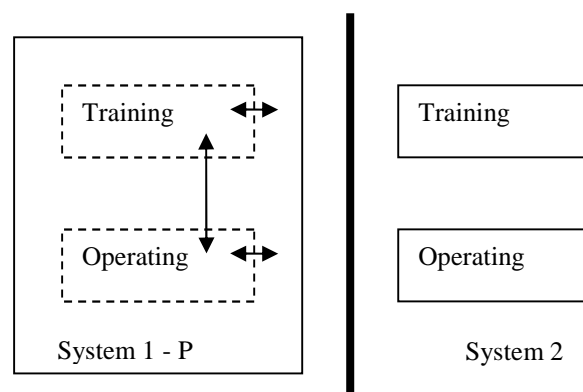 Training
Operating
System 1 - P
Training
Operating
System 2